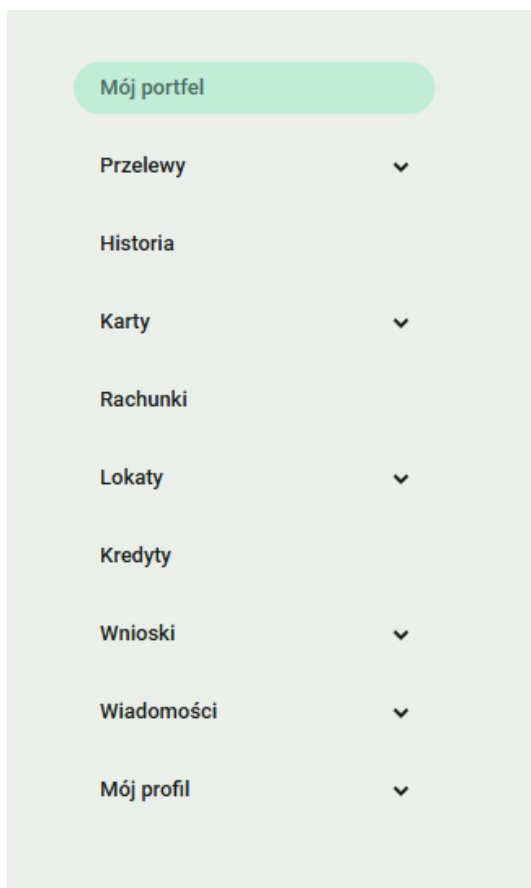 Mój portfel
Przelewy
Historia
Karty
Rachunki
Lokaty
Kredyty
Wnioski
Wiadomości
Mój profil